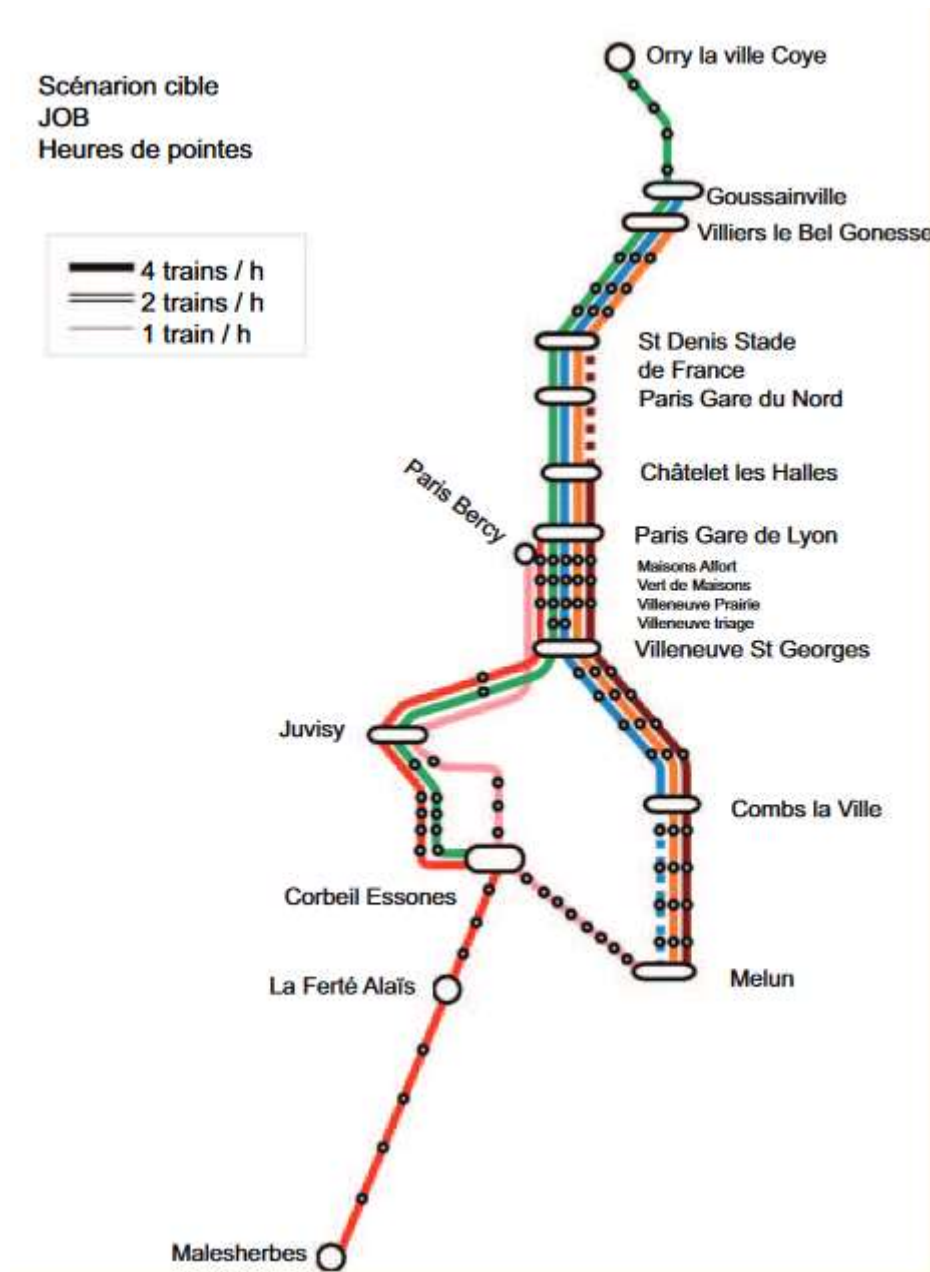 Orry la ville Coye
Scénarion cible
JOB
Heures de pointes
Goussainville
Villiers le Bel Gonesse
4 trains / h
2 trains / h
1 train / h
St Denis Stade
de France
Paris Gare du Nord
Châtelet les Halles
Paris Bercy
Paris Gare de Lyon
Maisons Alfort
Vert de Maisons
Villeneuve Prairie
Villeneuve triage
Villeneuve St Georges
Juvisy
Combs la Ville
Corbeil Essones
La Ferté Alaïs
Melun
Malesherbes